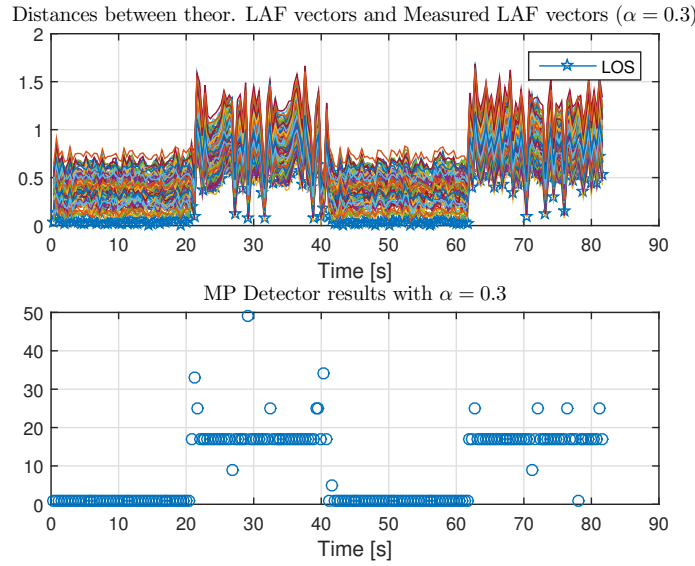 Distances between theor. LAF vectors and Measured LAF vectors (α = 0.3)
2
1.5
1
0.5
0
LOS
0 10 20 30 40 50 60 70 80 90
Time [s]
MP Detector results with α = 0.3
50
40
30
20
10
0
0 10 20 30 40 50 60 70 80 90
Time [s]